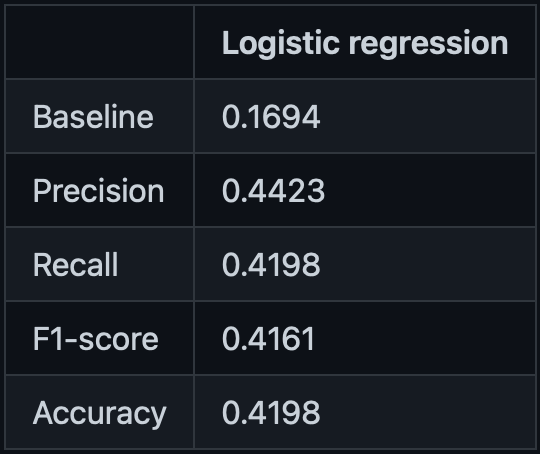 Logistic regression
Baseline 0.1694
Precision 0.4423
Recall 0.4198
F1-score 0.4161
Accuracy 0.4198